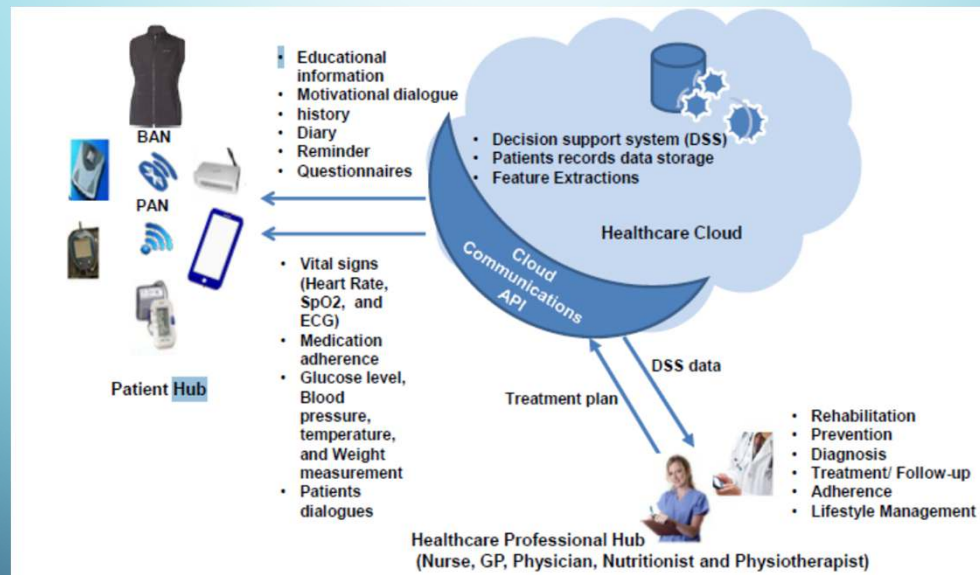 BAN
PAN
Patient Hub
• Educational
information
• Motivational dialogue
• history
• Diary
• Reminder
• Questionnaires
• Vital signs
(Heart Rate,
SpO2, and
ECG)
• Medication
adherence
• Glucose level,
Blood
pressure,
temperature,
and Weight
measurement
• Patients
dialogues
• Decision support system (DSS)
• Patients records data storage
• Feature Extractions
Healthcare Cloud
Cloud
Communications
API
DSS data
Treatment plan
• Rehabilitation
• Prevention
• Diagnosis
• Treatment/ Follow-up
• Adherence
• Lifestyle Management
Healthcare Professional Hub
(Nurse, GP, Physician, Nutritionist and Physiotherapist)